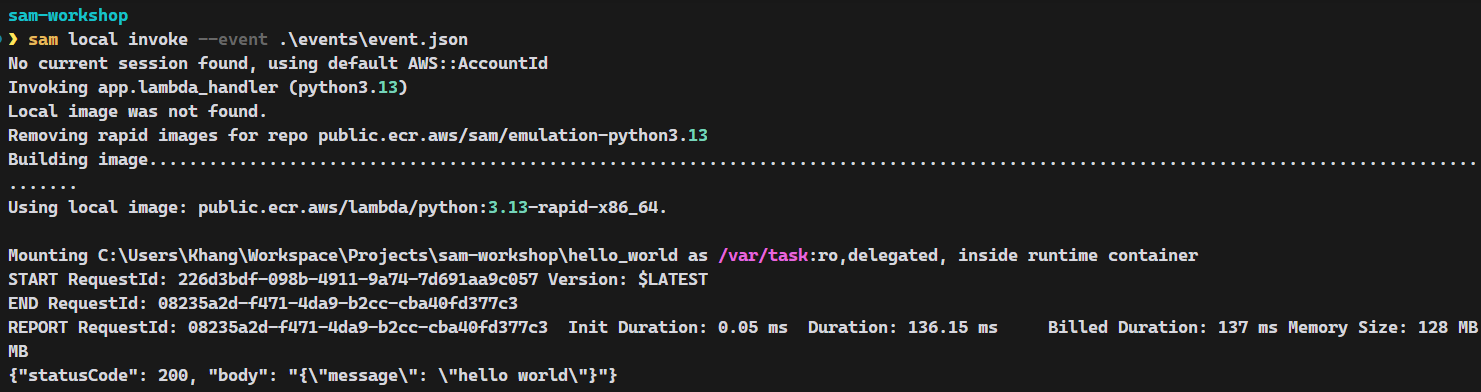 sam-workshop
❯ sam local invoke --event .\events\event.json
No current session found, using default AWS::AccountId
Invoking app.lambda_handler (python3.13)
Local image was not found.
Removing rapid images for repo public.ecr.aws/sam/emulation-python3.13
Building image.....................................................................................................................................
.......
Using local image: public.ecr.aws/lambda/python:3.13-rapid-x86_64.
Mounting C:\Users\Khang\Workspace\Projects\sam-workshop\hello_world as /var/task:ro,delegated, inside runtime container
START RequestId: 226d3bdf-098b-4911-9a74-7d691aa9c057 Version: $LATEST
END RequestId: 08235a2d-f471-4da9-b2cc-cba40fd377c3
REPORT RequestId: 08235a2d-f471-4da9-b2cc-cba40fd377c3  Init Duration: 0.05 ms  Duration: 136.15 ms     Billed Duration: 137 ms Memory Size: 128 MB
MB
{"statusCode": 200, "body": "{\"message\": \"hello world\"}"}